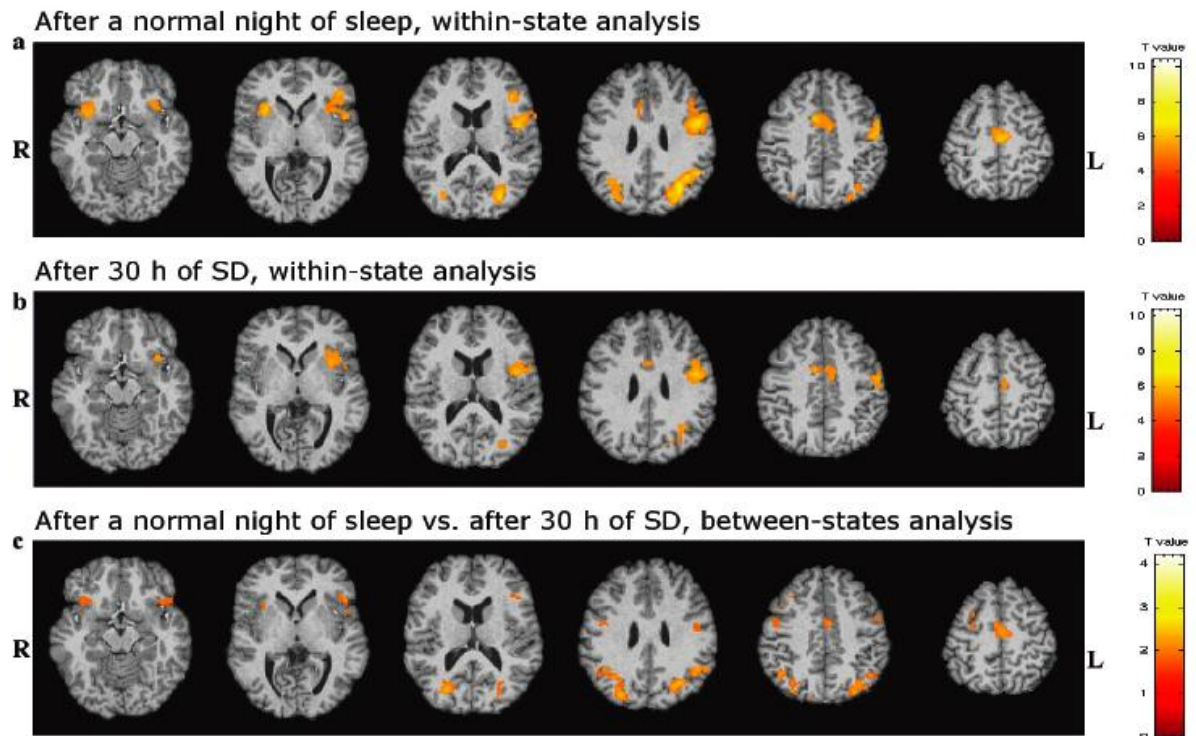 After a normal night of sleep, within-state analysis
a
T value
10
8
6
4
2
0
R
L
After 30 h of SD, within-state analysis
b
T value
10
8
6
4
2
0
R
L
After a normal night of sleep vs. after 30 h of SD, between-states analysis
c
T value
4
3
2
1
0
R
L